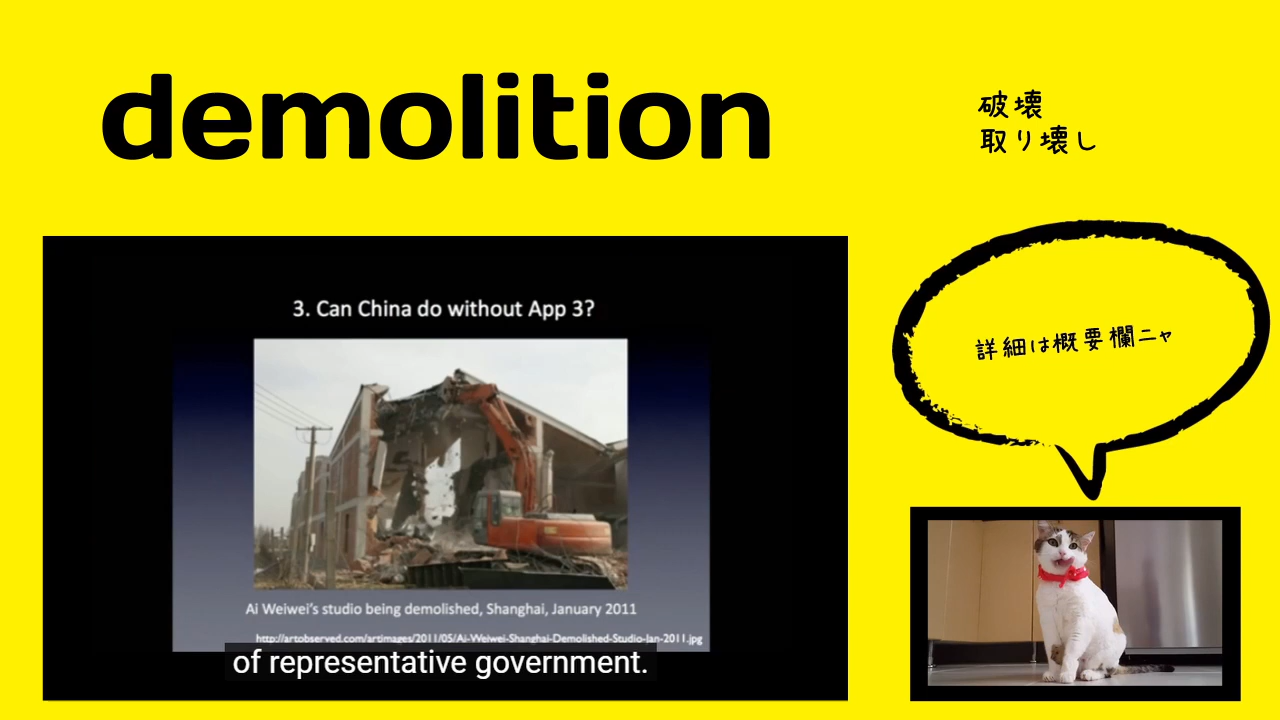 demolition
破壊
取り壊し
3. Can China do without App 3?
Ai Weiwei's studio being demolished, Shanghai, January 2011
http://artobserved.com/artimages/2011/05/Ai-Weiwei-Shanghai-Demolished-Studio-Jan-2011.jpg
of representative government.
詳細は概要欄ニャ